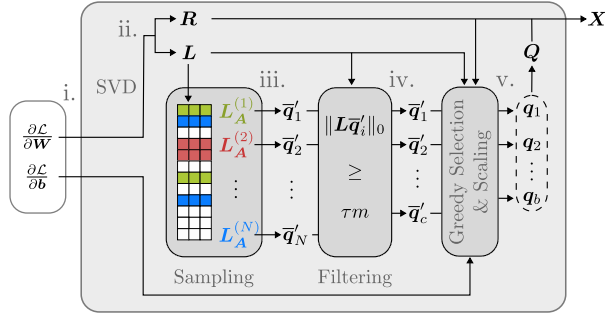 ii. R X
L Q
i. SVD iii. iv. v.
∂𝓛/∂W
∂𝓛/∂b
L_A^(1) q̅′_1
L_A^(2) q̅′_2
⋮ ⋮
L_A^(N) q̅′_N
‖Lq̅′_i‖_0
≥
τm
q̅′_1
q̅′_2
⋮
q̅′_c
Greedy Selection
& Scaling
q_1
q_2
⋮
q_b
Sampling Filtering